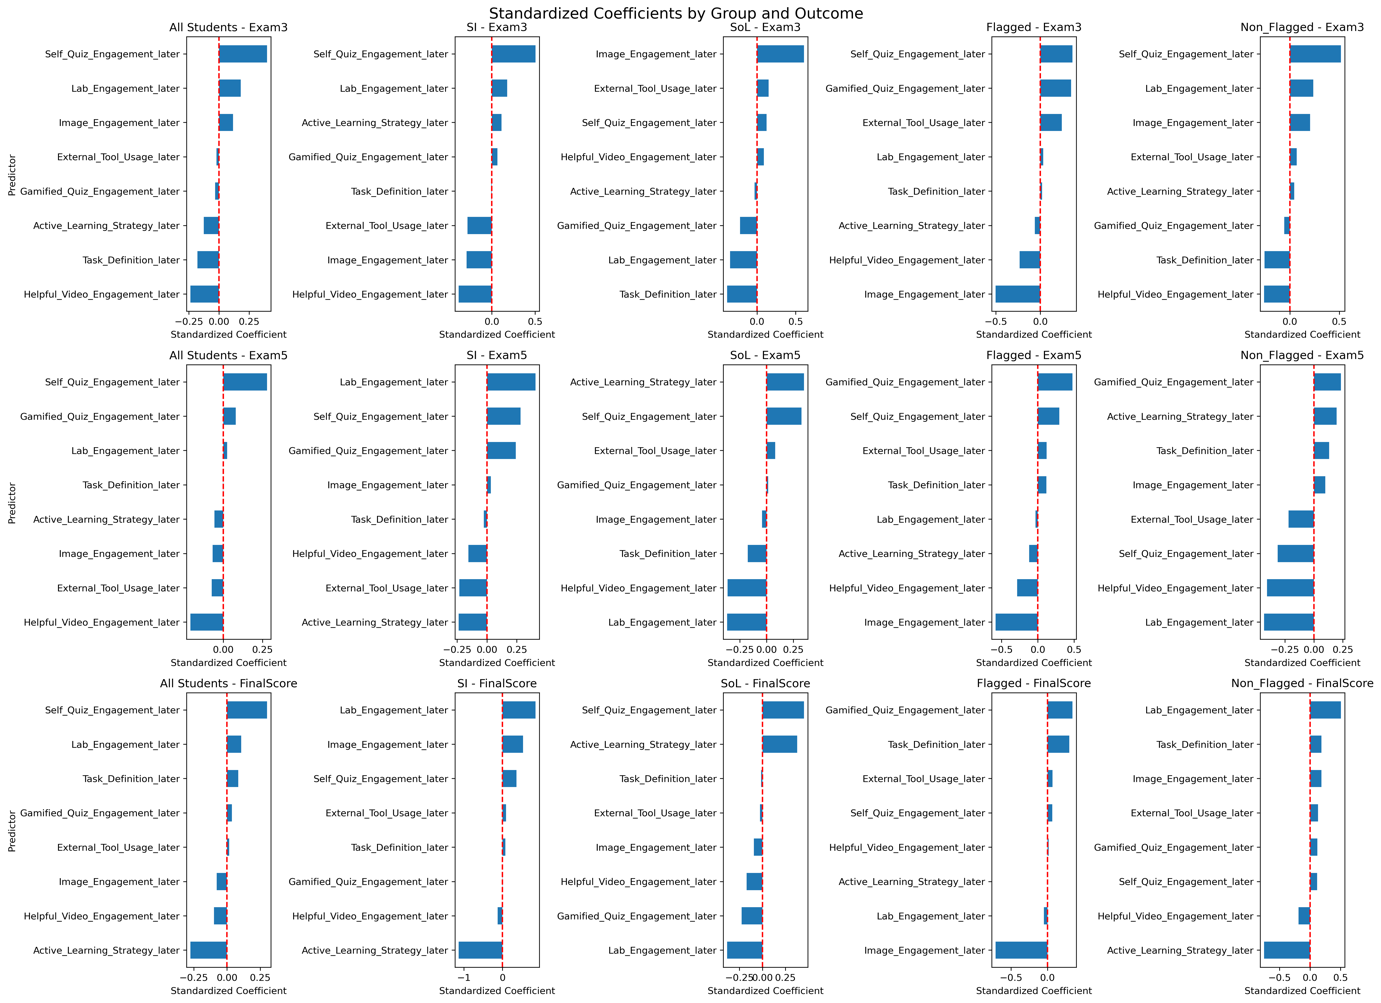 Standardized Coefficients by Group and Outcome
All Students - Exam3
Self_Quiz_Engagement_later
Lab_Engagement_later
Image_Engagement_later
External_Tool_Usage_later
Gamified_Quiz_Engagement_later
Active_Learning_Strategy_later
Task_Definition_later
Helpful_Video_Engagement_later
Predictor
−0.25 0.00 0.25
Standardized Coefficient
SI - Exam3
Self_Quiz_Engagement_later
Lab_Engagement_later
Active_Learning_Strategy_later
Gamified_Quiz_Engagement_later
Task_Definition_later
External_Tool_Usage_later
Image_Engagement_later
Helpful_Video_Engagement_later
0.0 0.5
Standardized Coefficient
SoL - Exam3
Image_Engagement_later
External_Tool_Usage_later
Self_Quiz_Engagement_later
Helpful_Video_Engagement_later
Active_Learning_Strategy_later
Gamified_Quiz_Engagement_later
Lab_Engagement_later
Task_Definition_later
0.0 0.5
Standardized Coefficient
Flagged - Exam3
Self_Quiz_Engagement_later
Gamified_Quiz_Engagement_later
External_Tool_Usage_later
Lab_Engagement_later
Task_Definition_later
Active_Learning_Strategy_later
Helpful_Video_Engagement_later
Image_Engagement_later
−0.5 0.0
Standardized Coefficient
Non_Flagged - Exam3
Self_Quiz_Engagement_later
Lab_Engagement_later
Image_Engagement_later
External_Tool_Usage_later
Active_Learning_Strategy_later
Gamified_Quiz_Engagement_later
Task_Definition_later
Helpful_Video_Engagement_later
0.0 0.5
Standardized Coefficient
All Students - Exam5
Self_Quiz_Engagement_later
Gamified_Quiz_Engagement_later
Lab_Engagement_later
Task_Definition_later
Active_Learning_Strategy_later
Image_Engagement_later
External_Tool_Usage_later
Helpful_Video_Engagement_later
Predictor
0.00 0.25
Standardized Coefficient
SI - Exam5
Lab_Engagement_later
Self_Quiz_Engagement_later
Gamified_Quiz_Engagement_later
Image_Engagement_later
Task_Definition_later
Helpful_Video_Engagement_later
External_Tool_Usage_later
Active_Learning_Strategy_later
−0.25 0.00 0.25
Standardized Coefficient
SoL - Exam5
Active_Learning_Strategy_later
Self_Quiz_Engagement_later
External_Tool_Usage_later
Gamified_Quiz_Engagement_later
Image_Engagement_later
Task_Definition_later
Helpful_Video_Engagement_later
Lab_Engagement_later
−0.25 0.00 0.25
Standardized Coefficient
Flagged - Exam5
Gamified_Quiz_Engagement_later
Self_Quiz_Engagement_later
External_Tool_Usage_later
Task_Definition_later
Lab_Engagement_later
Active_Learning_Strategy_later
Helpful_Video_Engagement_later
Image_Engagement_later
−0.5 0.0 0.5
Standardized Coefficient
Non_Flagged - Exam5
Gamified_Quiz_Engagement_later
Active_Learning_Strategy_later
Task_Definition_later
Image_Engagement_later
External_Tool_Usage_later
Self_Quiz_Engagement_later
Helpful_Video_Engagement_later
Lab_Engagement_later
−0.25 0.00 0.25
Standardized Coefficient
All Students - FinalScore
Self_Quiz_Engagement_later
Lab_Engagement_later
Task_Definition_later
Gamified_Quiz_Engagement_later
External_Tool_Usage_later
Image_Engagement_later
Helpful_Video_Engagement_later
Active_Learning_Strategy_later
Predictor
−0.25 0.00 0.25
Standardized Coefficient
SI - FinalScore
Lab_Engagement_later
Image_Engagement_later
Self_Quiz_Engagement_later
External_Tool_Usage_later
Task_Definition_later
Gamified_Quiz_Engagement_later
Helpful_Video_Engagement_later
Active_Learning_Strategy_later
−1 0
Standardized Coefficient
SoL - FinalScore
Self_Quiz_Engagement_later
Active_Learning_Strategy_later
Task_Definition_later
External_Tool_Usage_later
Image_Engagement_later
Helpful_Video_Engagement_later
Gamified_Quiz_Engagement_later
Lab_Engagement_later
−0.25 0.00 0.25
Standardized Coefficient
Flagged - FinalScore
Gamified_Quiz_Engagement_later
Task_Definition_later
External_Tool_Usage_later
Self_Quiz_Engagement_later
Helpful_Video_Engagement_later
Active_Learning_Strategy_later
Lab_Engagement_later
Image_Engagement_later
−0.5 0.0
Standardized Coefficient
Non_Flagged - FinalScore
Lab_Engagement_later
Task_Definition_later
Image_Engagement_later
External_Tool_Usage_later
Gamified_Quiz_Engagement_later
Self_Quiz_Engagement_later
Helpful_Video_Engagement_later
Active_Learning_Strategy_later
−0.5 0.0 0.5
Standardized Coefficient